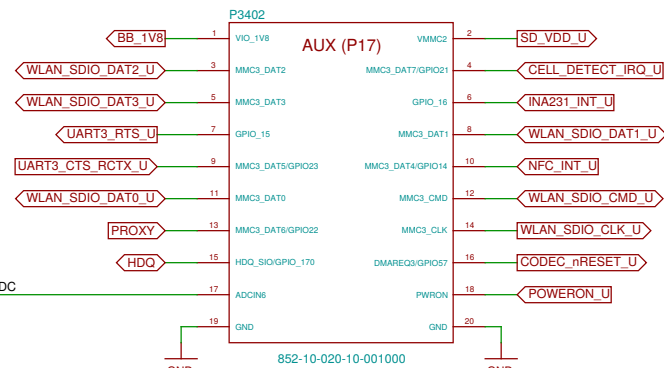 P3402
AUX (P17)
BB_1V8 1 VIO_1V8 VMMC2 2 SD_VDD_U
WLAN_SDIO_DAT2_U 3 MMC3_DAT2 MMC3_DAT7/GPIO21 4 CELL_DETECT_IRQ_U
WLAN_SDIO_DAT3_U 5 MMC3_DAT3 GPIO_16 6 INA231_INT_U
UART3_RTS_U 7 GPIO_15 MMC3_DAT1 8 WLAN_SDIO_DAT1_U
UART3_CTS_RCTX_U 9 MMC3_DAT5/GPIO23 MMC3_DAT4/GPIO14 10 NFC_INT_U
WLAN_SDIO_DAT0_U 11 MMC3_DAT0 MMC3_CMD 12 WLAN_SDIO_CMD_U
PROXY 13 MMC3_DAT6/GPIO22 MMC3_CLK 14 WLAN_SDIO_CLK_U
HDQ 15 HDQ_SIO/GPIO_170 DMAREQ3/GPIO57 16 CODEC_nRESET_U
DC 17 ADCIN6 PWRON 18 POWERON_U
19 GND GND 20
852-10-020-10-001000
GND GND